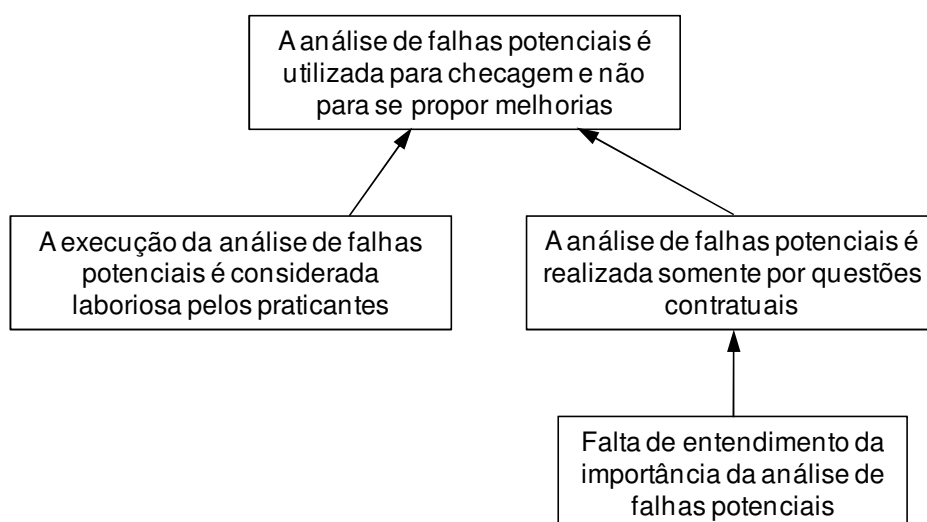 A análise de falhas potenciais é
utilizada para checagem e não
para se propor melhorias
A execução da análise de falhas
potenciais é considerada
laboriosa pelos praticantes
A análise de falhas potenciais é
realizada somente por questões
contratuais
Falta de entendimento da
importância da análise de
falhas potenciais